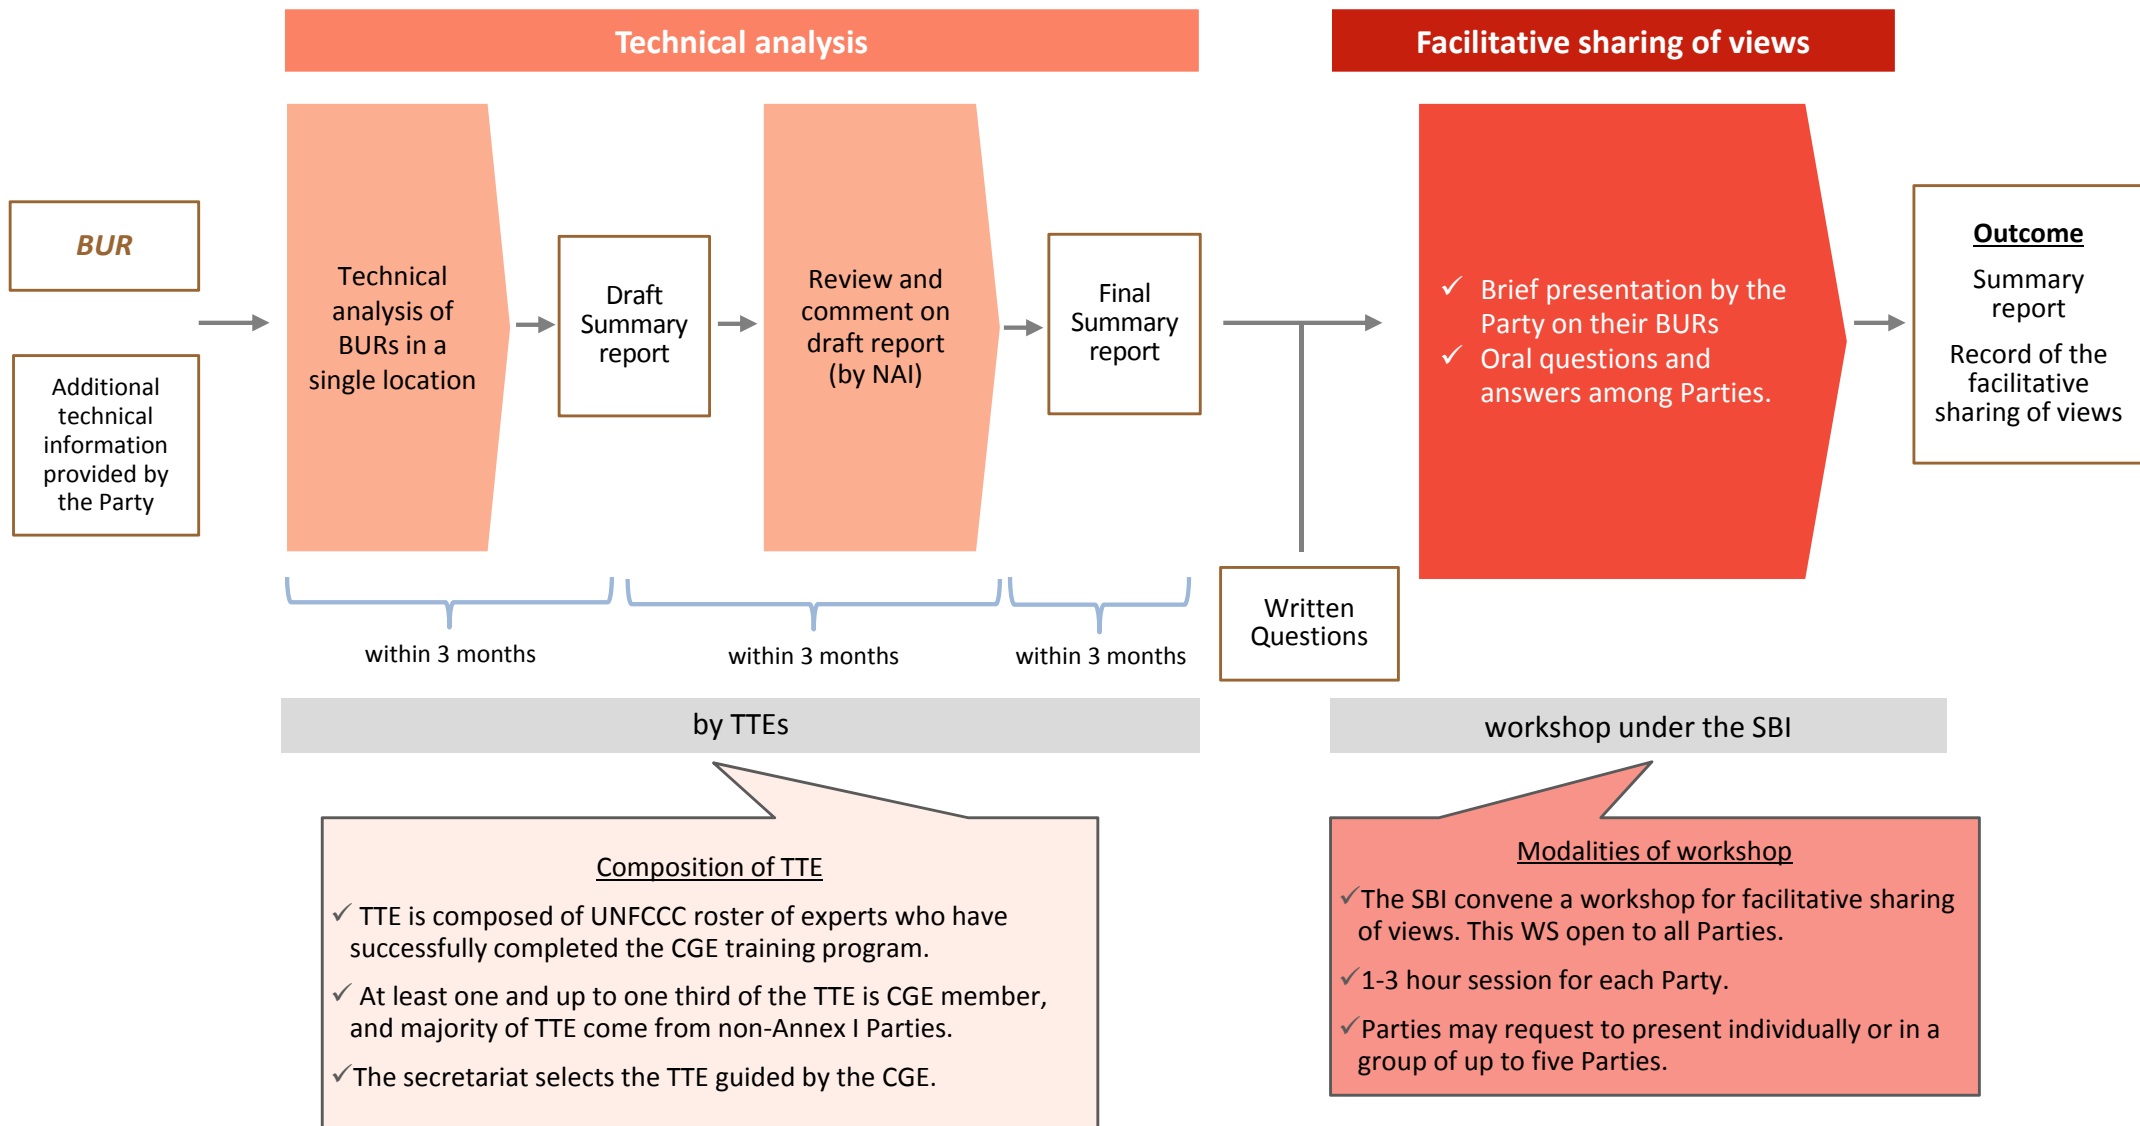 Technical analysis
Facilitative sharing of views
BUR
Additional
technical
information
provided by
the Party
Technical
analysis of
BURs in a
single location
Draft
Summary
report
Review and
comment on
draft report
(by NAI)
Final
Summary
report
✓ Brief presentation by the
Party on their BURs
✓ Oral questions and
answers among Parties.
Outcome
Summary
report
Record of the
facilitative
sharing of views
within 3 months
within 3 months
within 3 months
Written
Questions
by TTEs
workshop under the SBI
Composition of TTE
✓ TTE is composed of UNFCCC roster of experts who have
successfully completed the CGE training program.
✓ At least one and up to one third of the TTE is CGE member,
and majority of TTE come from non-Annex I Parties.
✓The secretariat selects the TTE guided by the CGE.
Modalities of workshop
✓The SBI convene a workshop for facilitative sharing
of views. This WS open to all Parties.
✓1-3 hour session for each Party.
✓Parties may request to present individually or in a
group of up to five Parties.